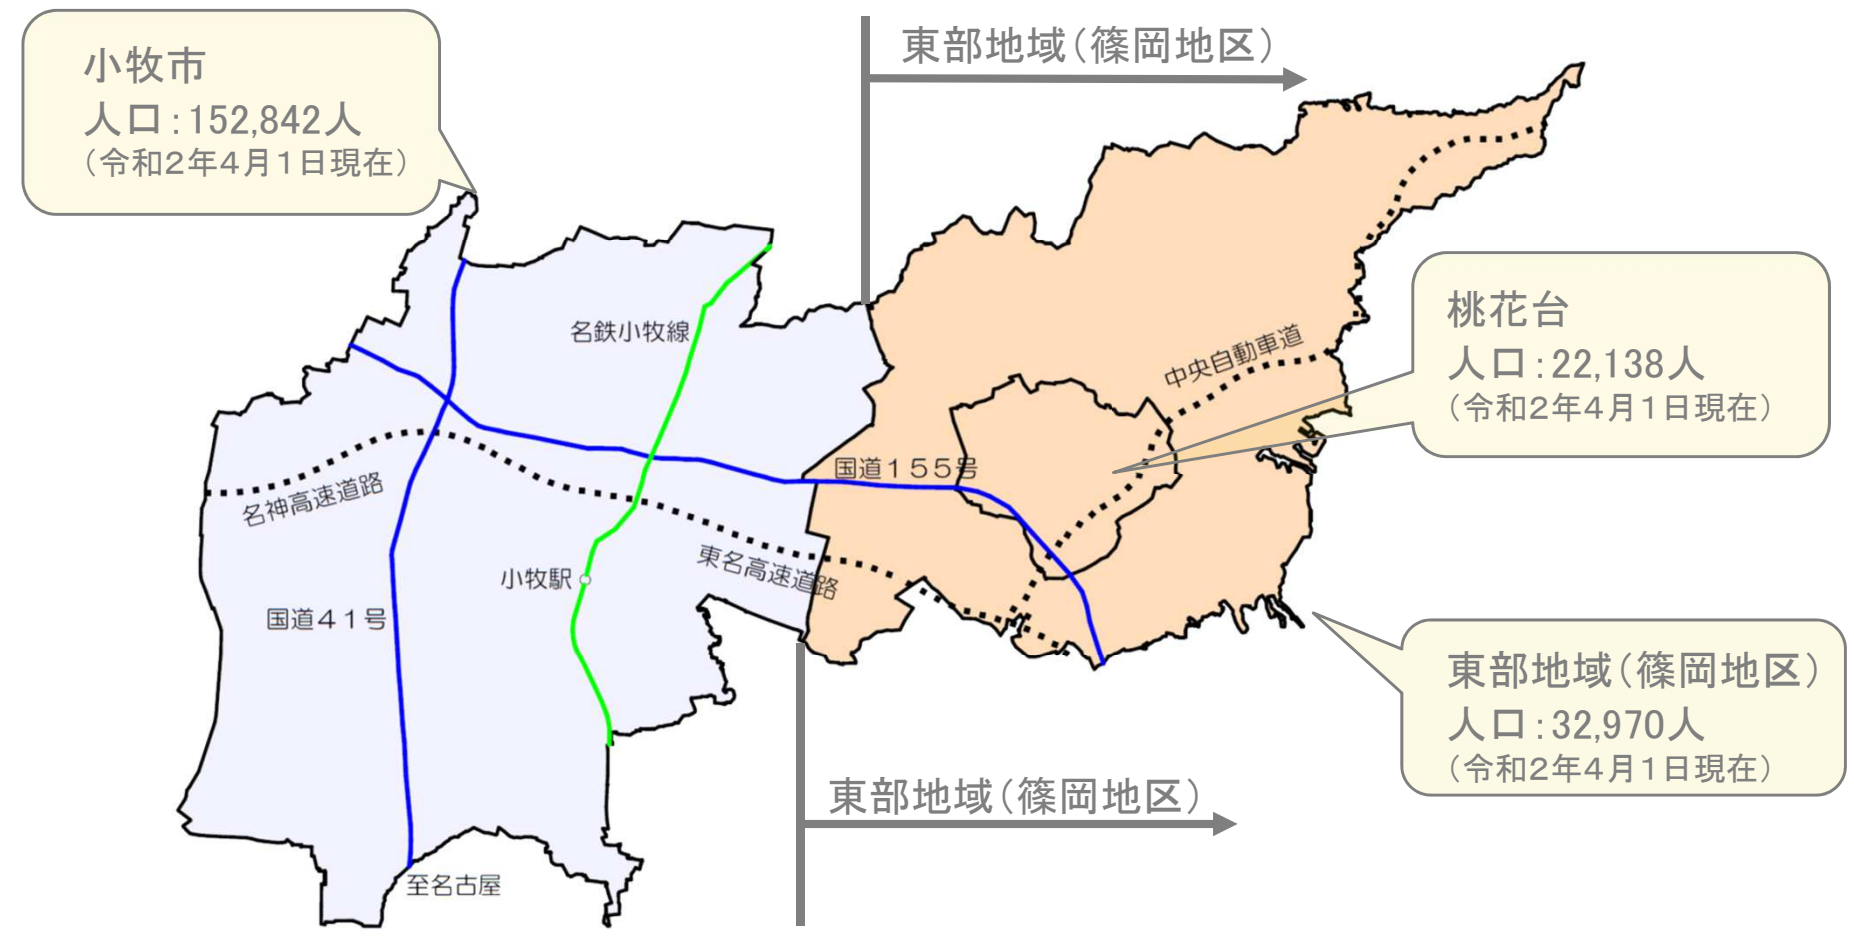 小牧市
人口:152,842人
(令和2年4月1日現在)
東部地域(篠岡地区)
桃花台
人口:22,138人
(令和2年4月1日現在)
名鉄小牧線
中央自動車道
国道155号
名神高速道路
東名高速道路
小牧駅
国道41号
東部地域(篠岡地区)
人口:32,970人
(令和2年4月1日現在)
東部地域(篠岡地区)
至名古屋